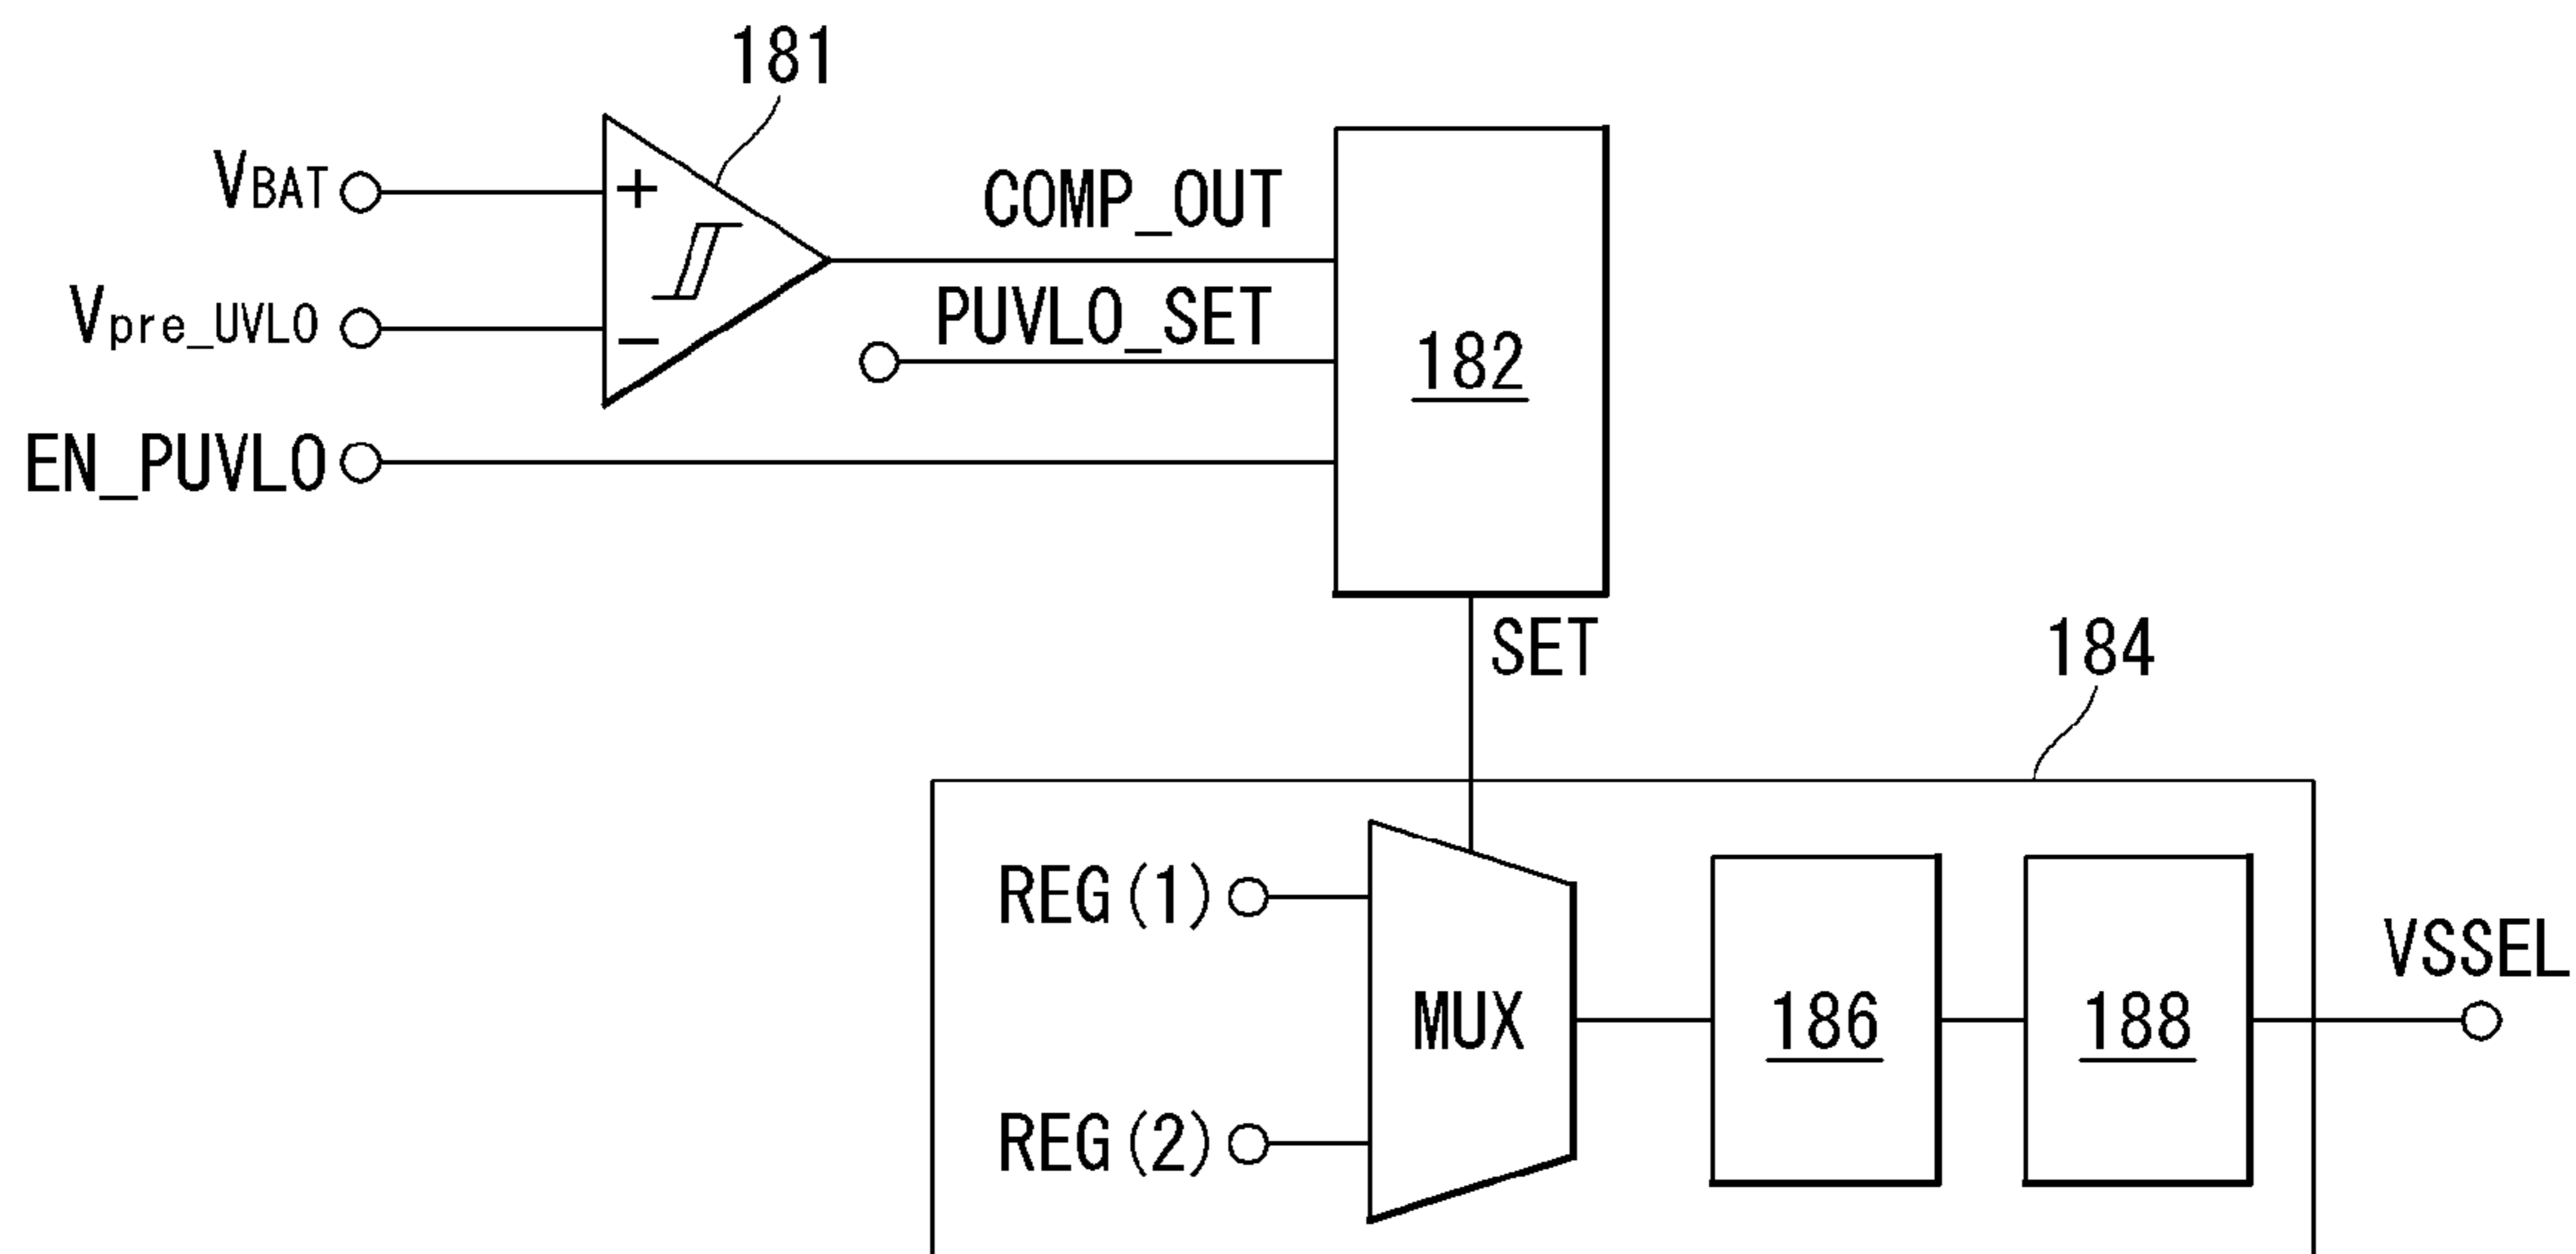 181
VBAT
+
COMP_OUT
Vpre_UVLO
−
PUVLO_SET
182
EN_PUVLO
SET
184
REG(1)
MUX
186
188
VSSEL
REG(2)